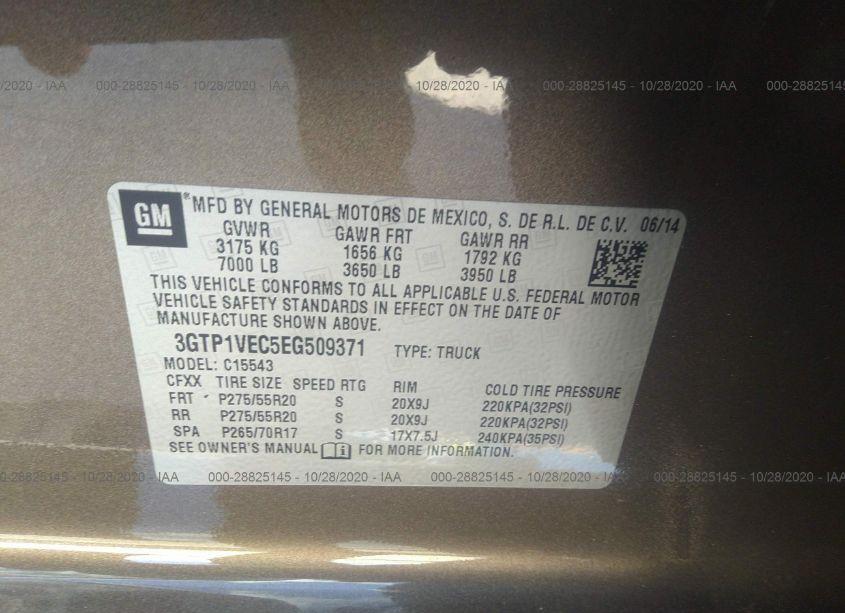 10/28/2020 - IAA 000-28825145 - 10/28/2020 - IAA 000-28825145 - 10/28/2020 - IAA 000-28825145
GM ® MFD BY GENERAL MOTORS DE MEXICO, S. DE R.L. DE C.V. 06/14
GVWR GAWR FRT GAWR RR
3175 KG 1656 KG 1792 KG
7000 LB 3650 LB 3950 LB
THIS VEHICLE CONFORMS TO ALL APPLICABLE U.S. FEDERAL MOTOR
VEHICLE SAFETY STANDARDS IN EFFECT ON THE DATE OF
MANUFACTURE SHOWN ABOVE.
3GTP1VEC5EG509371 TYPE: TRUCK
MODEL: C15543
CFXX TIRE SIZE SPEED RTG RIM COLD TIRE PRESSURE
FRT P275/55R20 S 20X9J 220KPA(32PSI)
RR P275/55R20 S 20X9J 220KPA(32PSI)
SPA P265/70R17 S 17X7.5J 240KPA(35PSI)
SEE OWNER'S MANUAL FOR MORE INFORMATION.
000-28825145 - 10/28/2020 - IAA 000-28825145 - 10/28/2020 - IAA 000-28825145 - 10/28/2020 - IAA